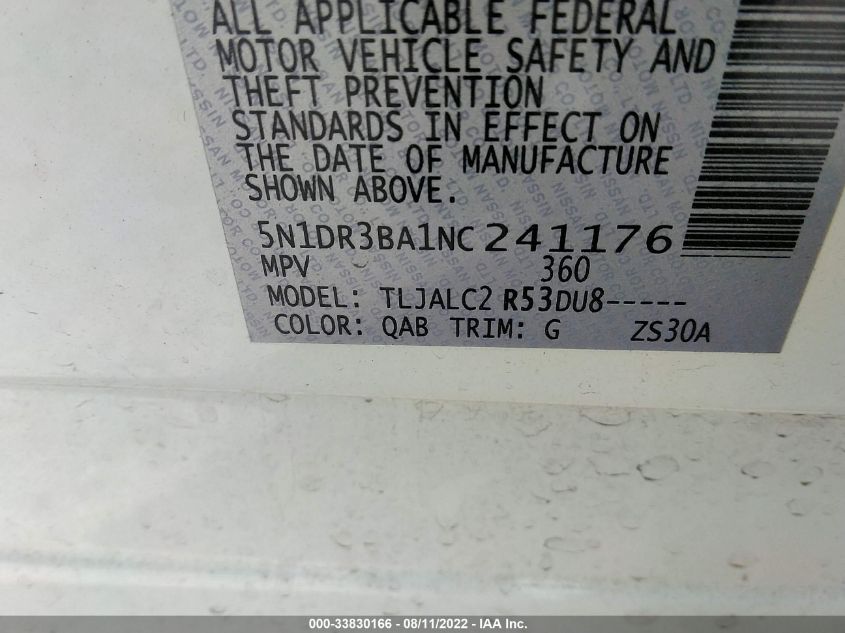 ALL APPLICABLE FEDERAL
MOTOR VEHICLE SAFETY AND
THEFT PREVENTION
STANDARDS IN EFFECT ON
THE DATE OF MANUFACTURE
SHOWN ABOVE.
5N1DR3BA1NC241176
MPV 360
MODEL: TLJALC2 R53DU8-----
COLOR: QAB TRIM: G ZS30A
000-33830166 - 08/11/2022 - IAA Inc.